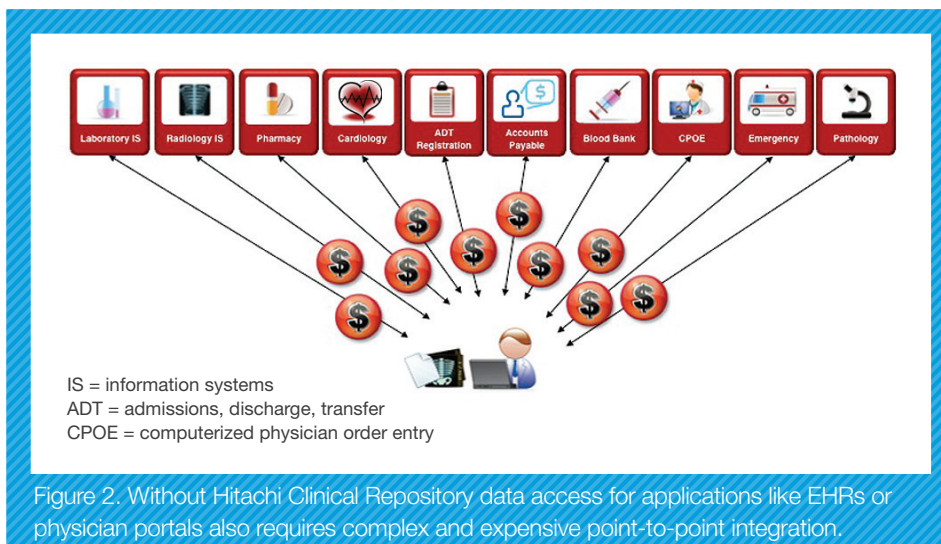 Laboratory IS
Radiology IS
Pharmacy
Cardiology
ADT
Registration
Accounts
Payable
Blood Bank
CPOE
Emergency
Pathology
$
$
$
$
$
$
$
$
$
$
$
IS = information systems
ADT = admissions, discharge, transfer
CPOE = computerized physician order entry
Figure 2. Without Hitachi Clinical Repository data access for applications like EHRs or
physician portals also requires complex and expensive point-to-point integration.